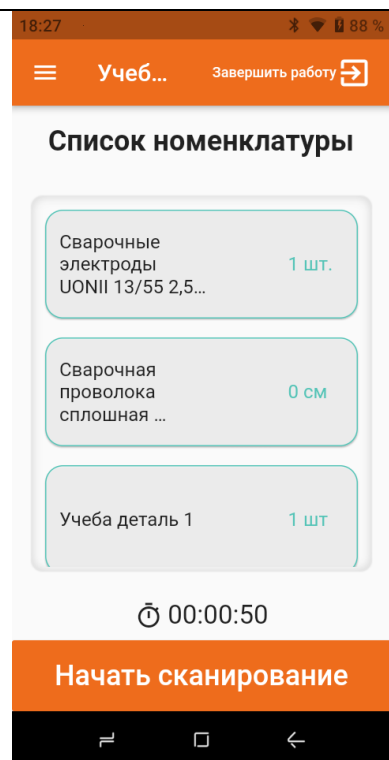 18:27 88 %
Учеб... Завершить работу
Список номенклатуры
Сварочные
электроды
UONII 13/55 2,5...
1 шт.
Сварочная
проволока
сплошная ...
0 см
Учеба деталь 1
1 шт
00:00:50
Начать сканирование